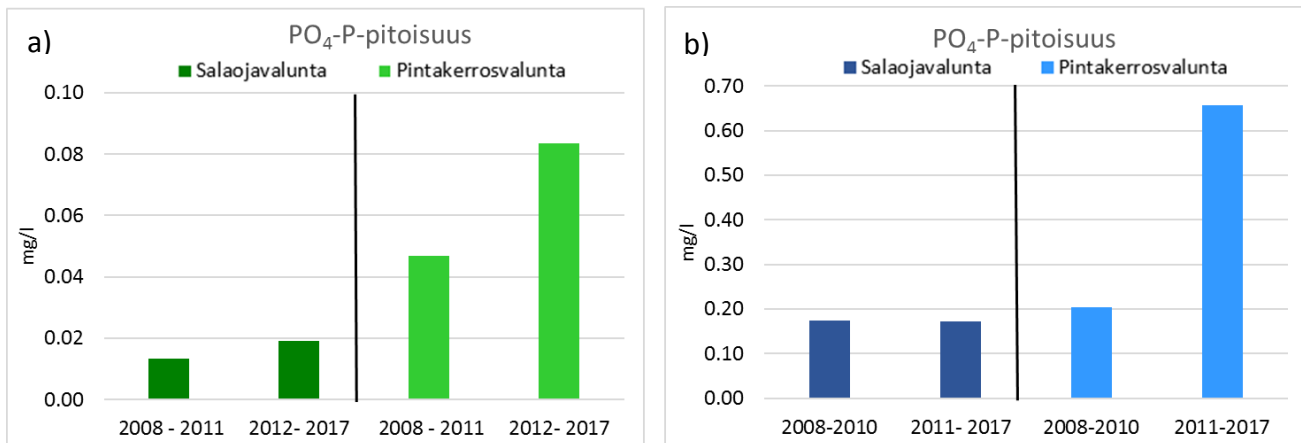 a)
PO₄-P-pitoisuus
Salaojavalunta Pintakerrosvalunta
mg/l
0.10
0.08
0.06
0.04
0.02
0.00
2008 - 2011 2012- 2017 2008 - 2011 2012- 2017
b)
PO₄-P-pitoisuus
Salaojavalunta Pintakerrosvalunta
mg/l
0.70
0.60
0.50
0.40
0.30
0.20
0.10
0.00
2008-2010 2011- 2017 2008-2010 2011-2017